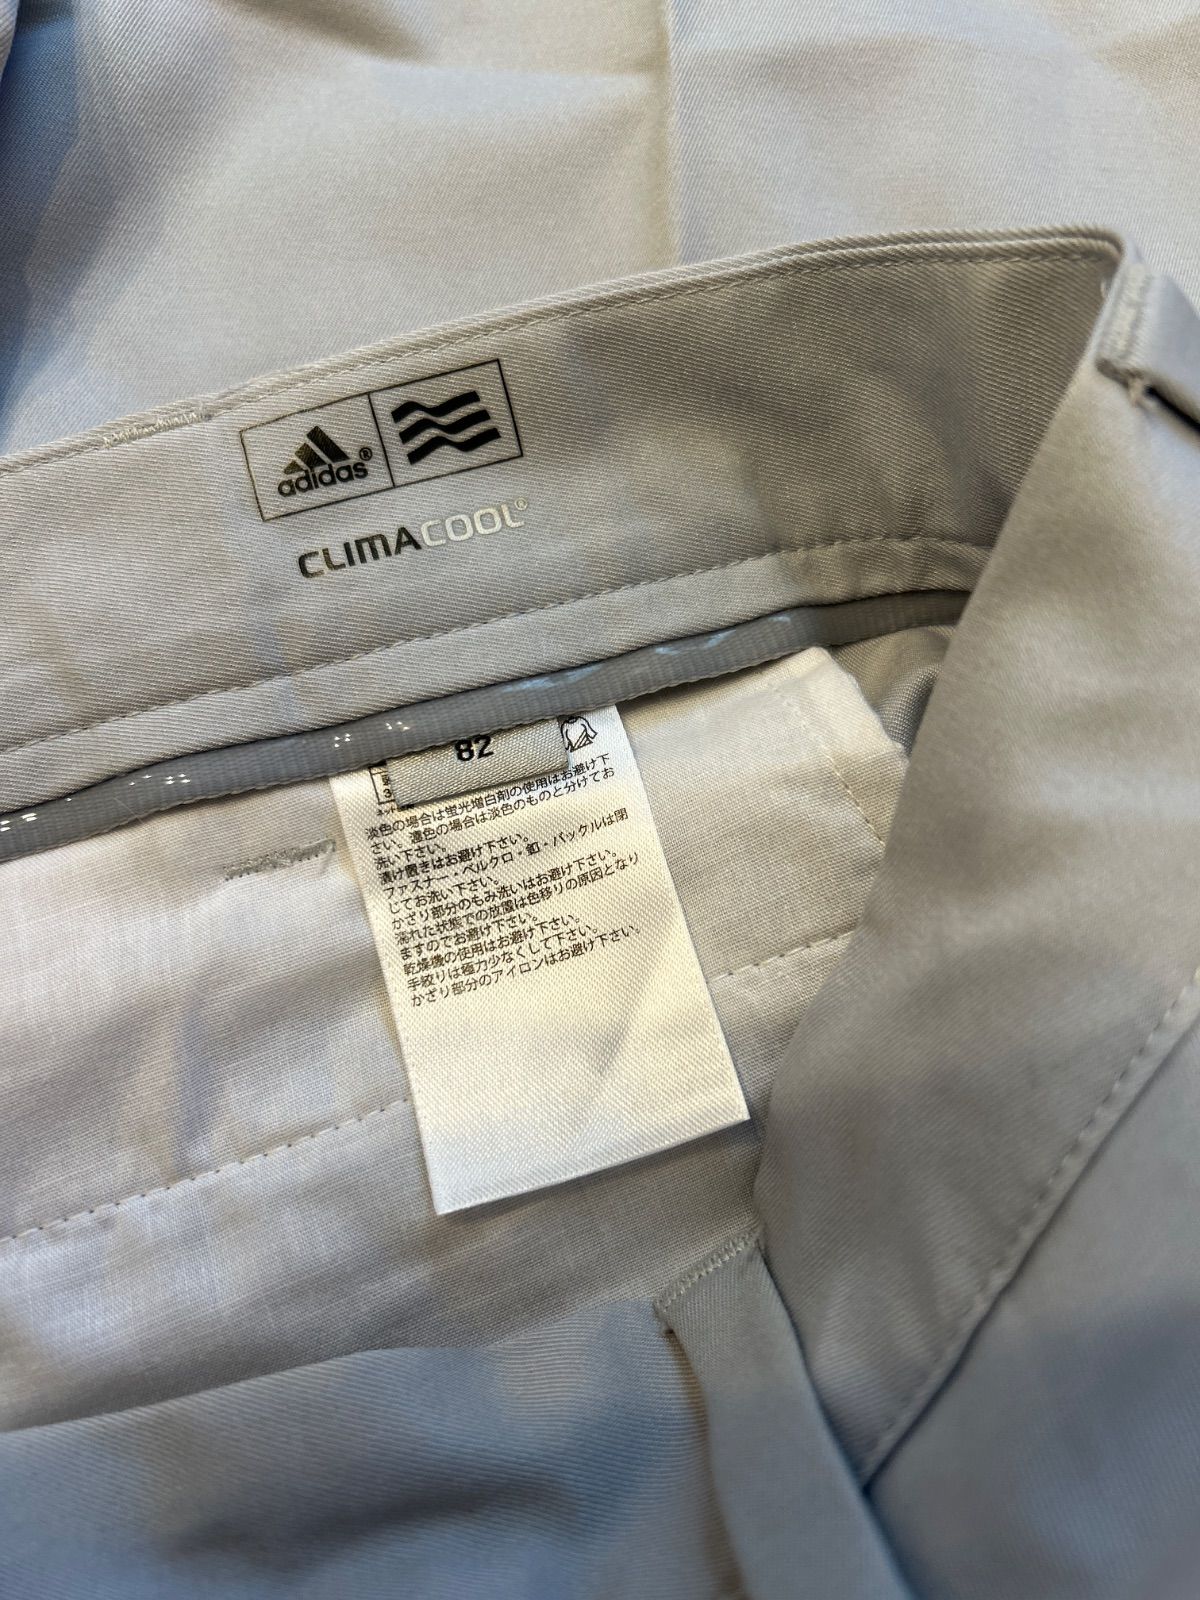 adidas®
CLIMACOOL®
82
淡色の場合は蛍光増白剤の使用はお避け下
さい。濃色の場合は淡色のものと分けてお
洗い下さい。
漬け置きはお避け下さい。
ファスナー・ベルクロ・釦・バックルは閉
じてお洗い下さい。
かざり部分のもみ洗いはお避け下さい。
濡れた状態での放置は色移りの原因となり
ますのでお避け下さい。
乾燥機の使用はお避け下さい。
手絞りは極力少なくして下さい。
かざり部分のアイロンはお避け下さい。